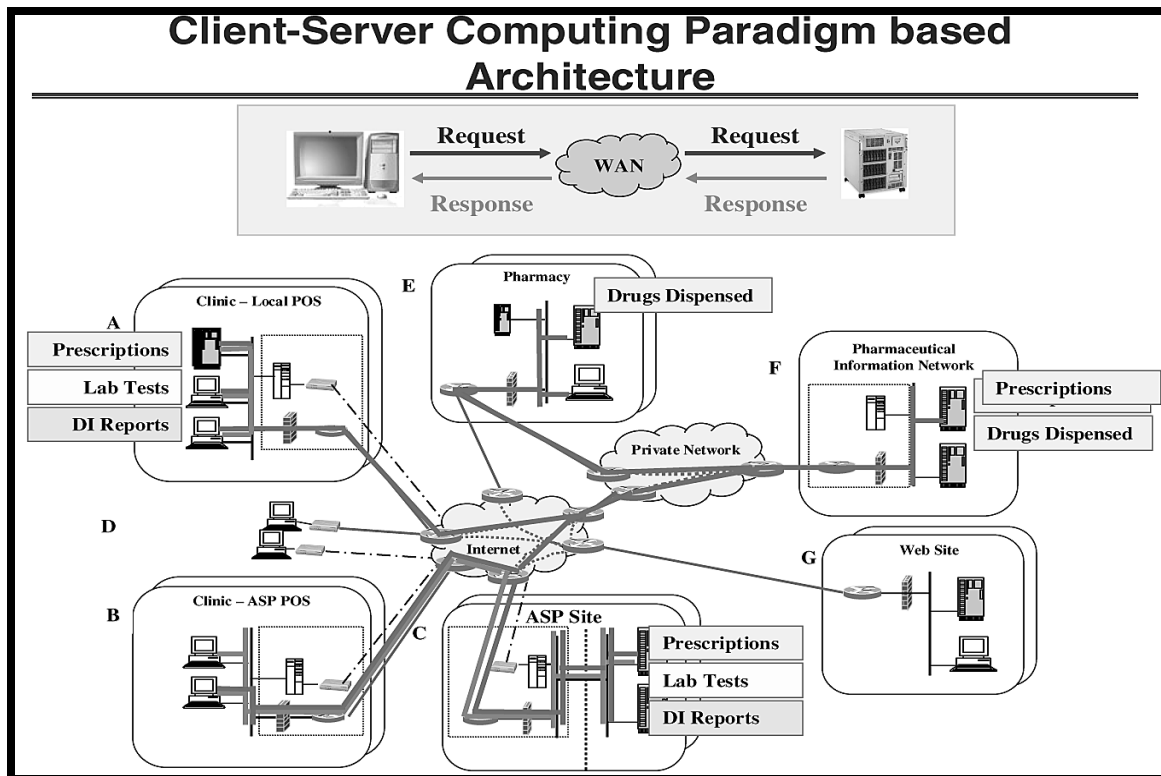 Client-Server Computing Paradigm based
Architecture
Request
Request
WAN
Response
Response
E
Pharmacy
Drugs Dispensed
Clinic – Local POS
A
Prescriptions
Lab Tests
DI Reports
F
Pharmaceutical
Information Network
Prescriptions
Drugs Dispensed
Private Network
D
Internet
G
Web Site
B
Clinic – ASP POS
C
ASP Site
Prescriptions
Lab Tests
DI Reports